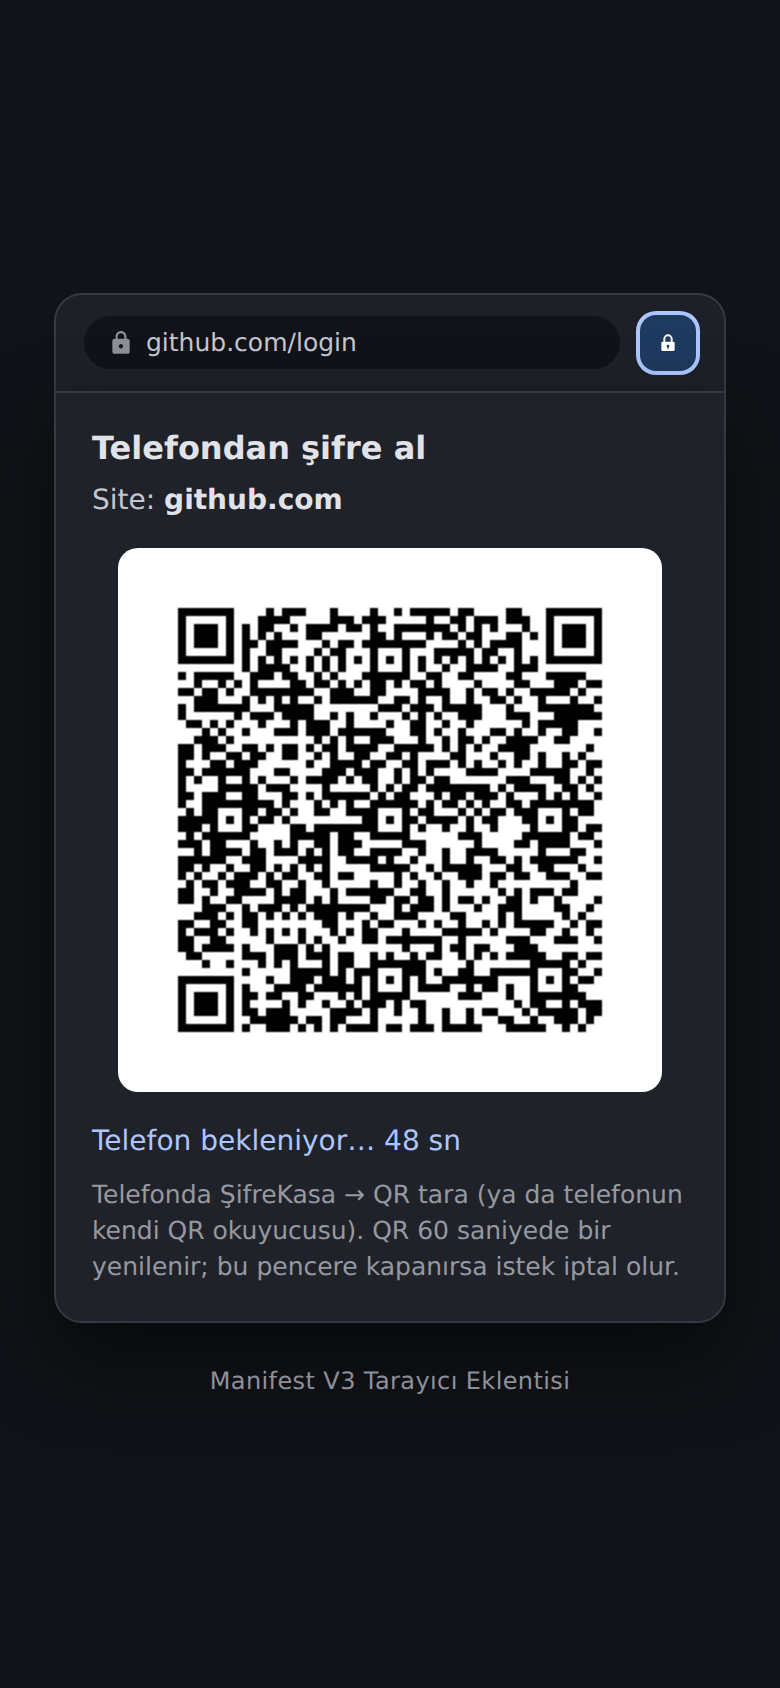 github.com/login
Telefondan şifre al
Site: github.com
Telefon bekleniyor… 48 sn
Telefonda ŞifreKasa → QR tara (ya da telefonun
kendi QR okuyucusu). QR 60 saniyede bir
yenilenir; bu pencere kapanırsa istek iptal olur.
Manifest V3 Tarayıcı Eklentisi